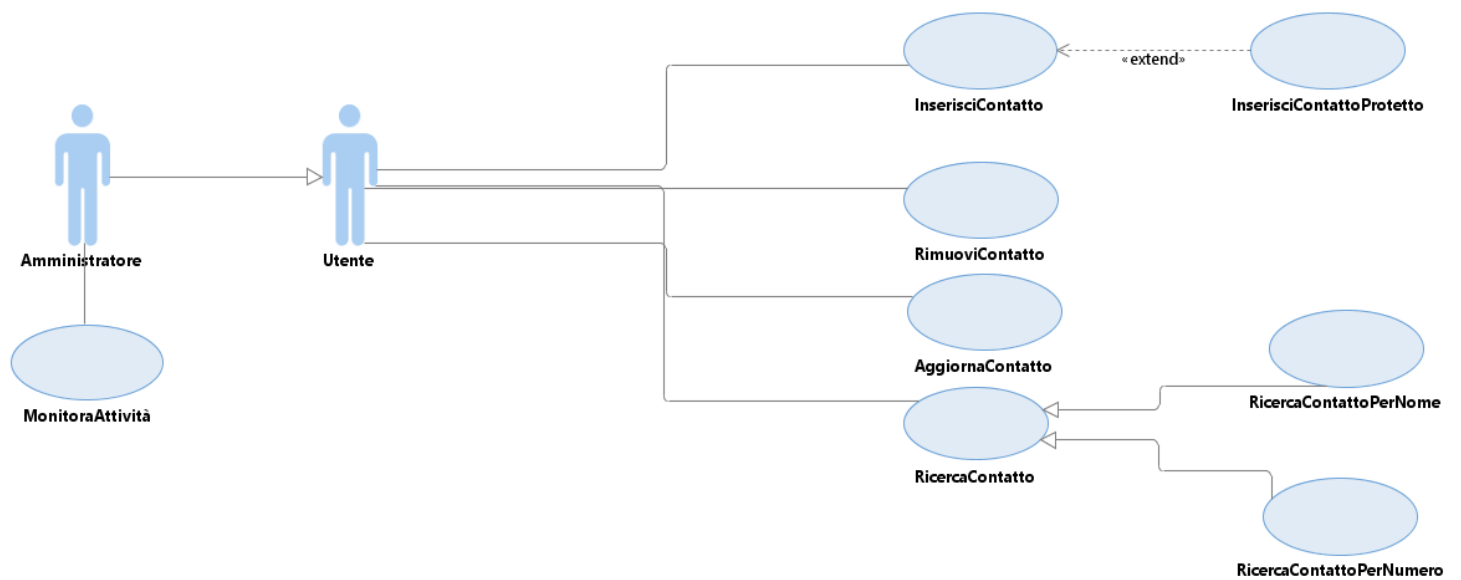 «extend»
InserisciContatto
InserisciContattoProtetto
Amministratore
Utente
RimuoviContatto
AggiornaContatto
MonitoraAttività
RicercaContattoPerNome
RicercaContatto
RicercaContattoPerNumero